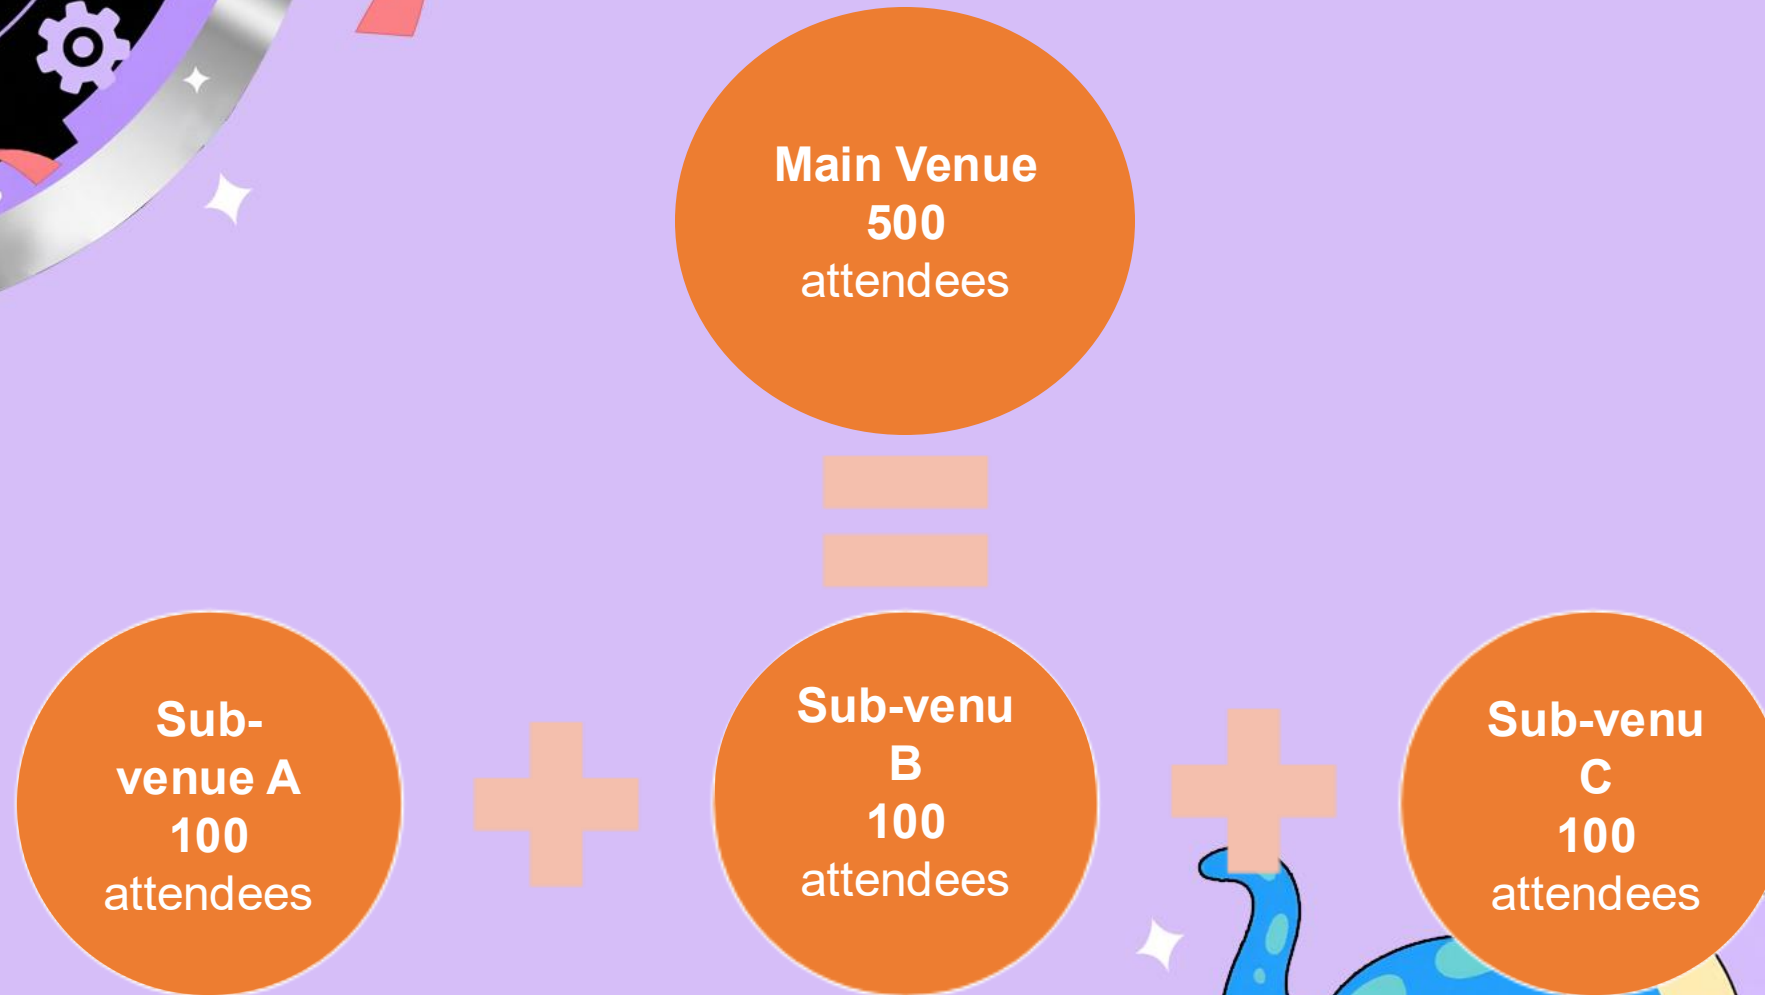 Main Venue
500
attendees
Sub-
venue A
100
attendees
Sub-venu
B
100
attendees
Sub-venu
C
100
attendees